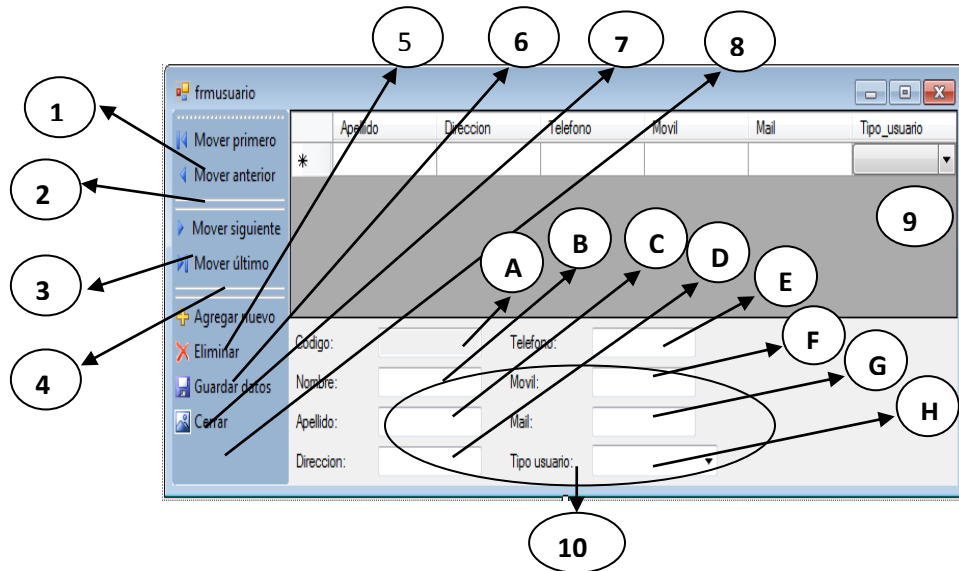 5 6 7 8
frmusuario
1
Mover primero
Apellido Direccion Telefono Movil Mail Tipo_usuario
Mover anterior
2
9
Mover siguiente
B C D
A
Mover último
E
3
Agregar nuevo
F
Codigo: Telefono:
Eliminar
G
4
Nombre: Movil:
Guardar datos
H
Apellido: Mail:
Cerrar
Direccion: Tipo usuario:
10